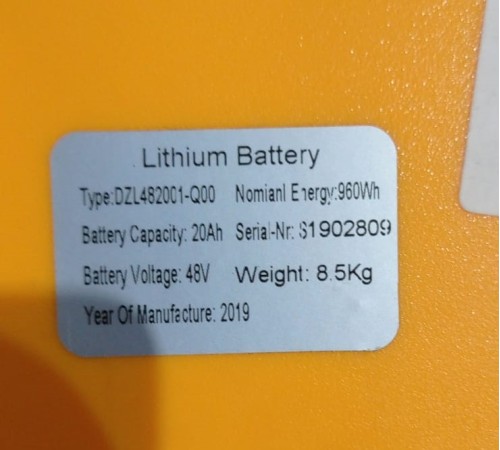 Lithium Battery
Type:DZL482001-Q00 Nomianl Energy:960Wh
Battery Capacity: 20Ah Serial-Nr: S1902809
Battery Voltage: 48V Weight: 8.5Kg
Year Of Manufacture: 2019